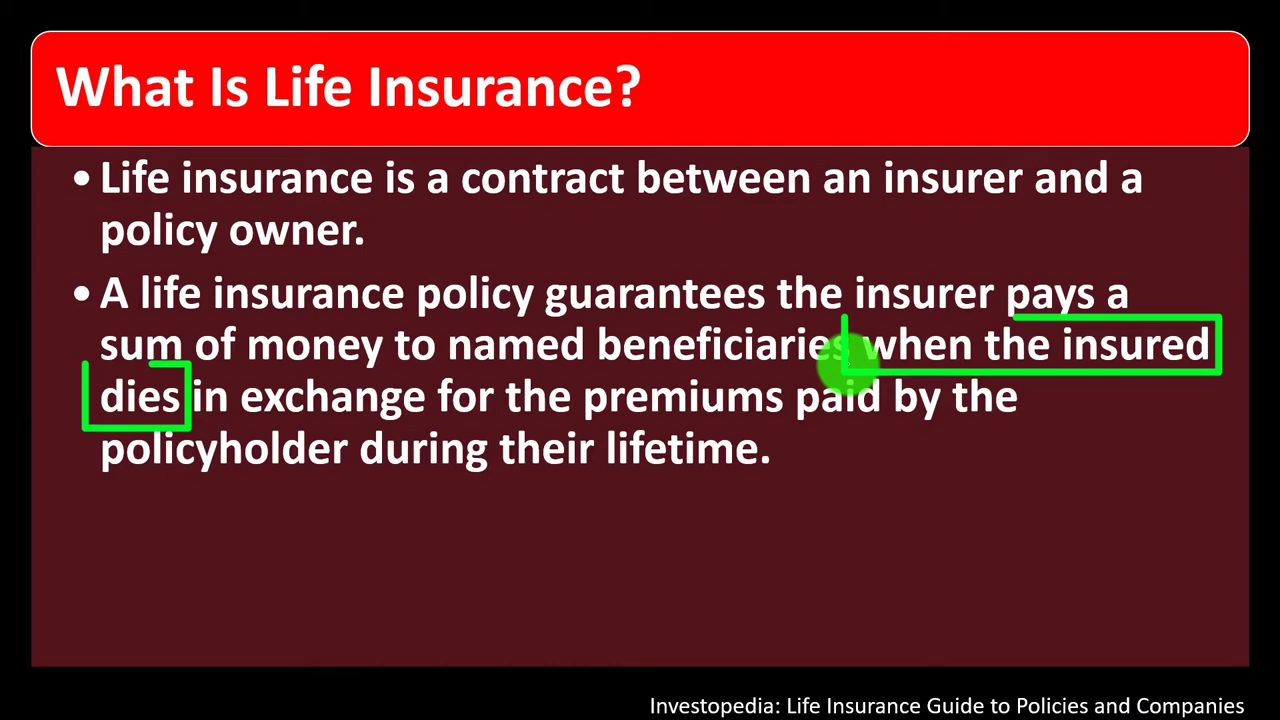 What Is Life Insurance?
• Life insurance is a contract between an insurer and a
policy owner.
• A life insurance policy guarantees the insurer pays a
sum of money to named beneficiaries when the insured
dies in exchange for the premiums paid by the
policyholder during their lifetime.
Investopedia: Life Insurance Guide to Policies and Companies